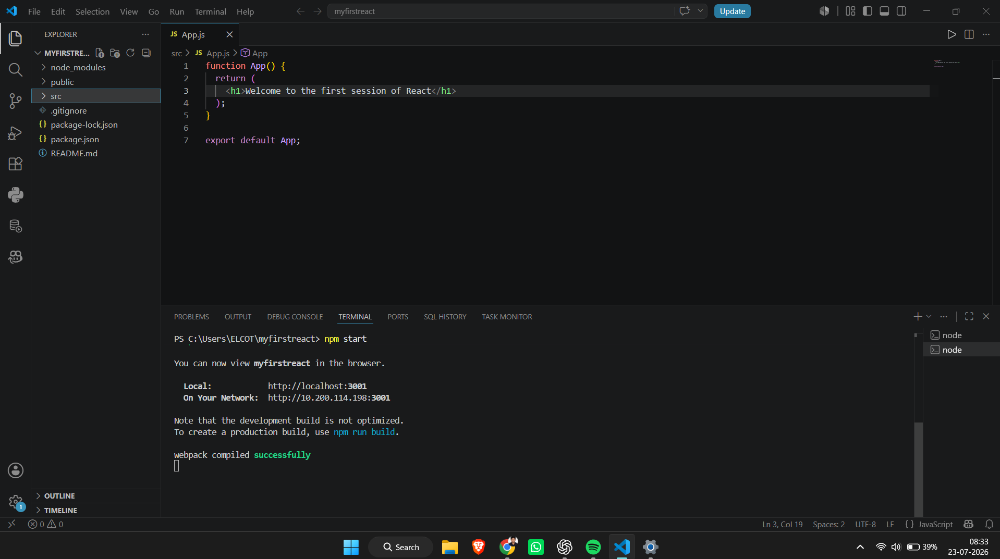 File Edit Selection View Go Run Terminal Help
myfirstreact
Update
EXPLORER
MYFIRSTRE...
node_modules
public
src
.gitignore
package-lock.json
package.json
README.md
OUTLINE
TIMELINE
JS App.js
src > JS App.js > App
1 function App() {
2 return (
3 <h1>Welcome to the first session of React</h1>
4 );
5 }
6
7 export default App;
PROBLEMS OUTPUT DEBUG CONSOLE TERMINAL PORTS SQL HISTORY TASK MONITOR
PS C:\Users\ELCOT\myfirstreact> npm start
You can now view myfirstreact in the browser.
Local: http://localhost:3001
On Your Network: http://10.200.114.198:3001
Note that the development build is not optimized.
To create a production build, use npm run build.
webpack compiled successfully
node
node
1
0 0
Ln 3, Col 19 Spaces: 2 UTF-8 LF {} JavaScript
Search
39%
08:33
23-07-2026